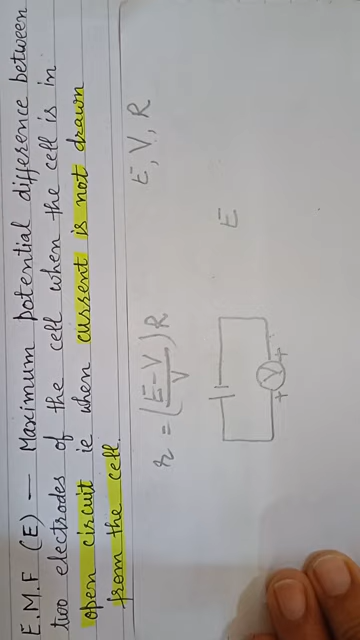 E.M.F (E) — Maximum potential difference between
two electrodes of the cell when the cell is in
open circuit ie when current is not drawn
from the cell.
r = (E-V/V)R
E, V, R
E
+ V +